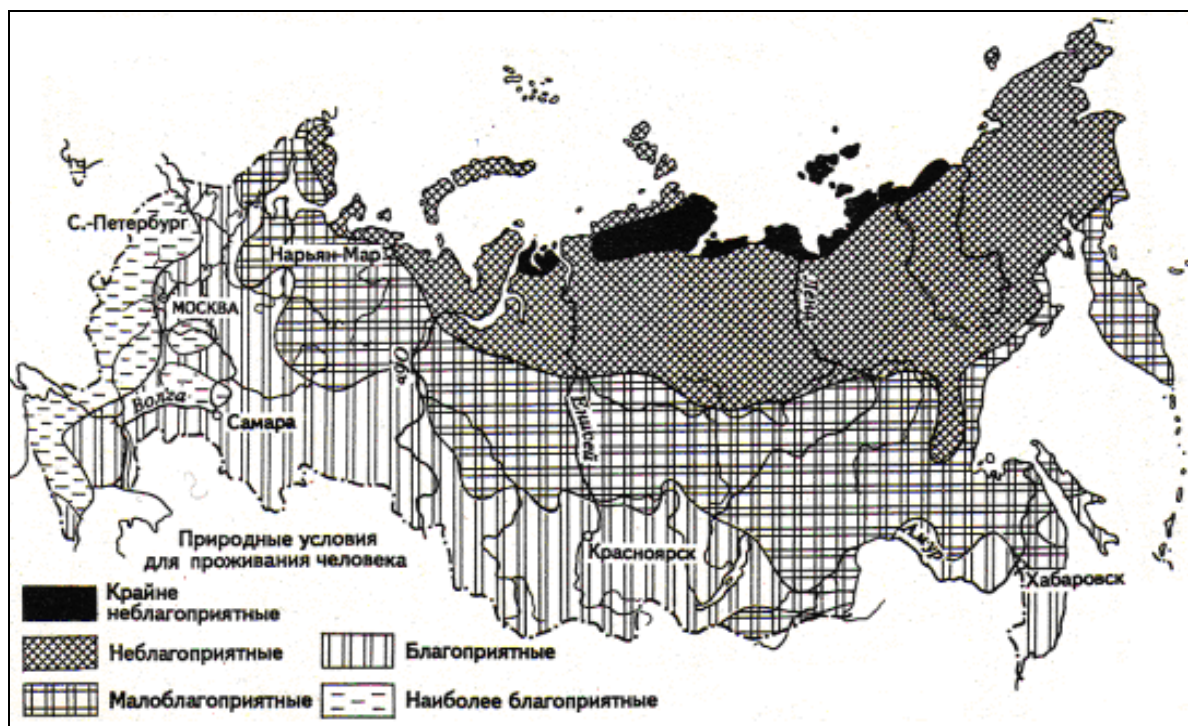 С.-Петербург
Нарьян-Мар
МОСКВА
Лена
Обь
Волга
Самара
Енисей
Красноярск
Амур
Хабаровск
Природные условия
для проживания человека
Крайне
неблагоприятные
Неблагоприятные
Благоприятные
Малоблагоприятные
Наиболее благоприятные